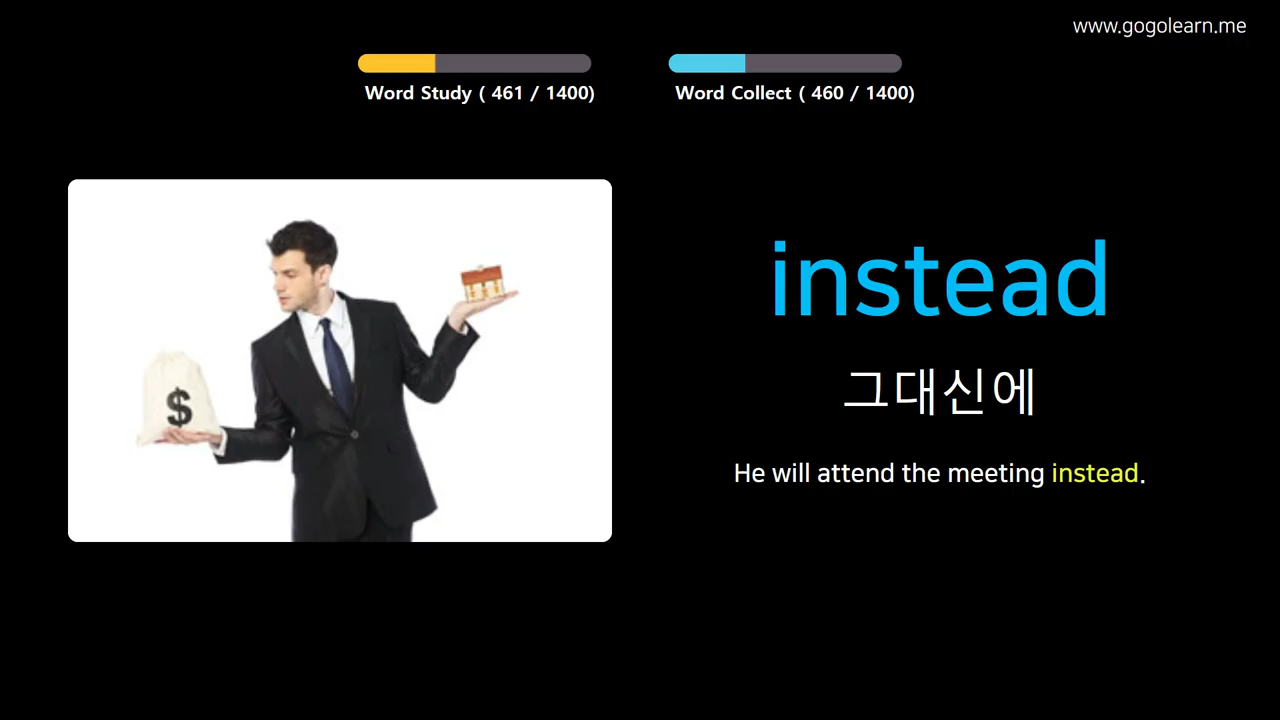 www.gogolearn.me
Word Study ( 461 / 1400)
Word Collect ( 460 / 1400)
$
instead
그대신에
He will attend the meeting instead.